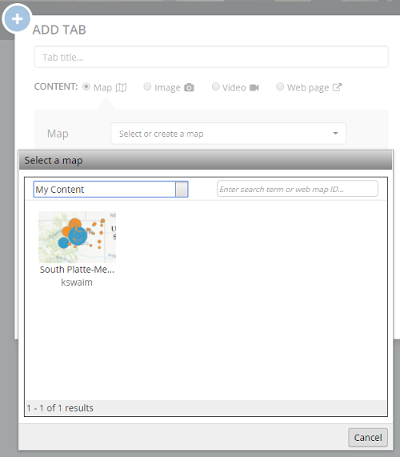 ADD TAB
Tab title...
CONTENT: Map Image Video Web page
Map Select or create a map
Select a map
My Content Enter search term or web map ID...
South Platte-Me...
kswaim
1 - 1 of 1 results
Cancel